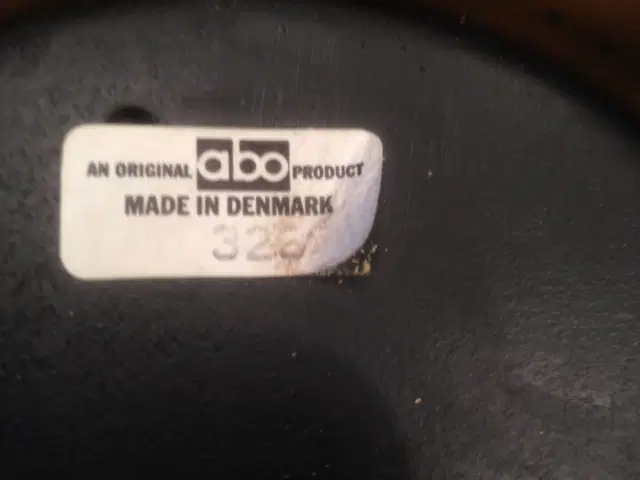 AN ORIGINAL abo PRODUCT
MADE IN DENMARK